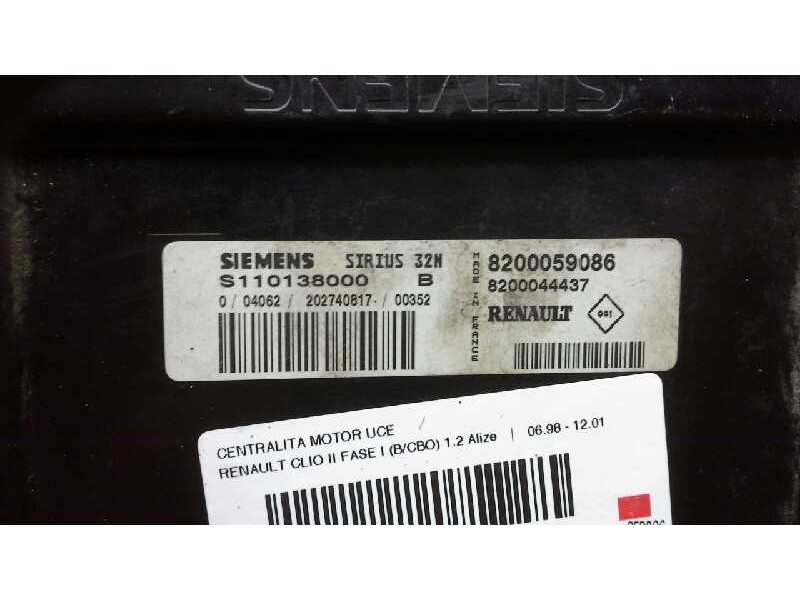 SIEMENS
SIEMENS SIRIUS 32N
S110138000 B
0 / 04062 / 202740817 / 00352
MADE IN FRANCE
8200059086
8200044437
RENAULT
001
CENTRALITA MOTOR UCE /
RENAULT CLIO II FASE I (B/CBO) 1.2 Alize | 06.98 - 12.01